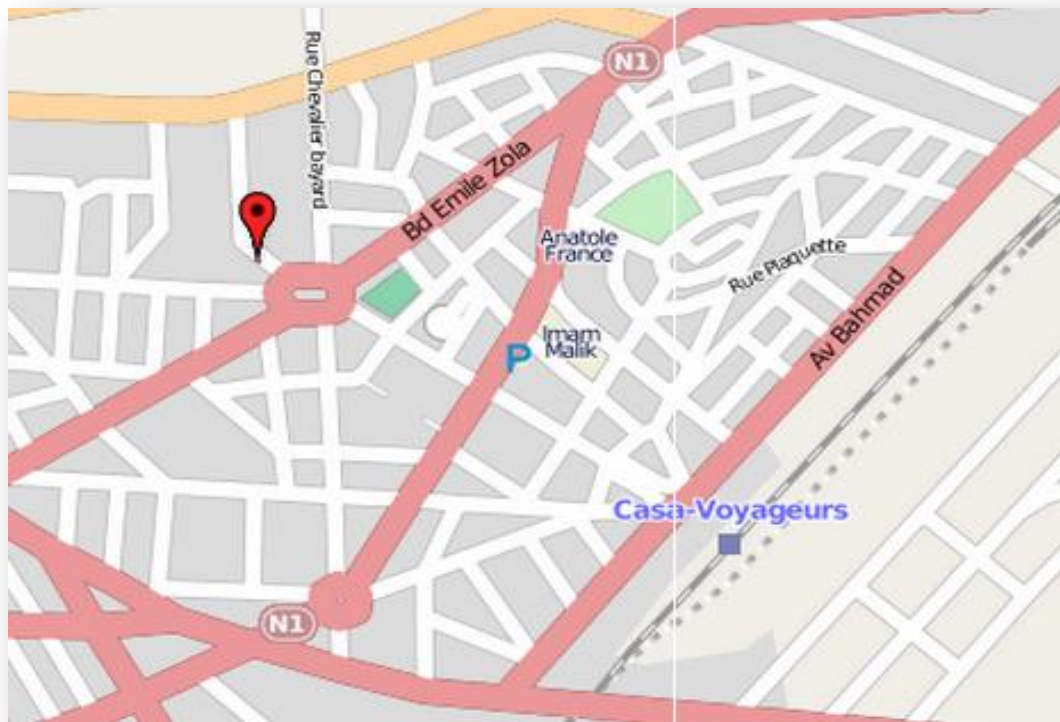 N1
Rue Chevalier bayard
Bd Emile Zola
Anatole
France
Rue Plaquette
Imam
Malik
P
Av Bahmad
Casa-Voyageurs
N1